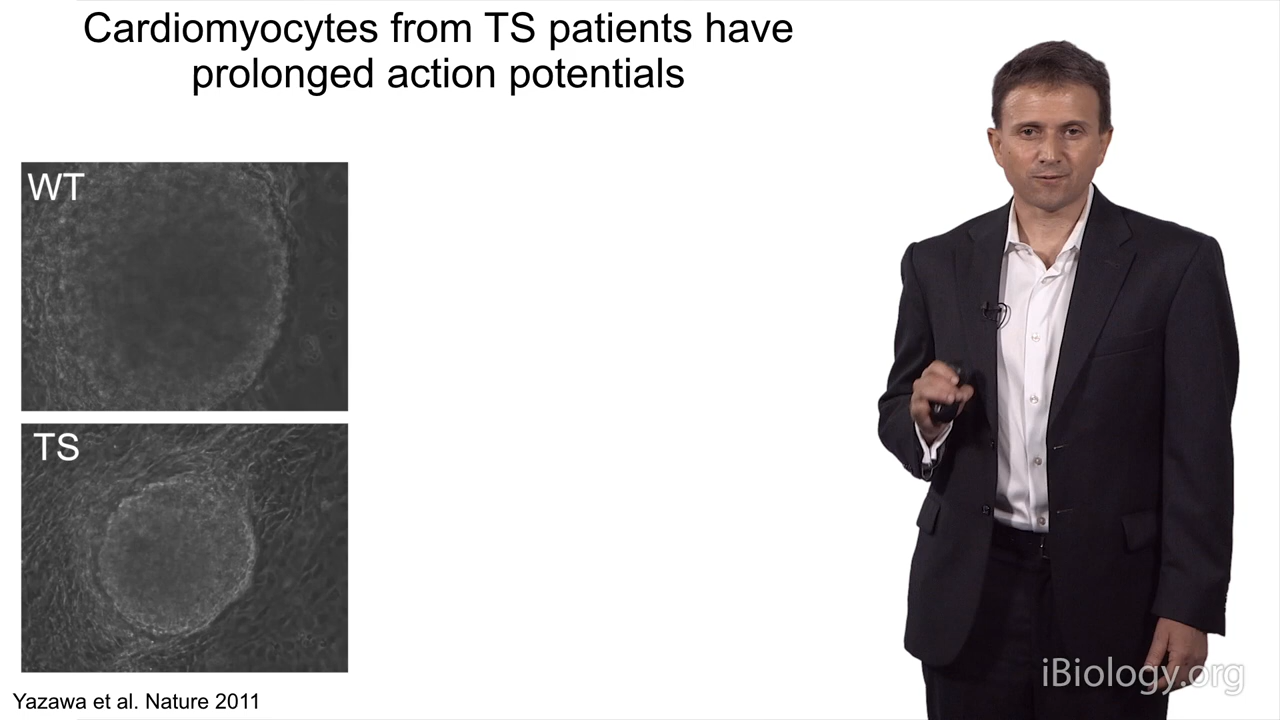 Cardiomyocytes from TS patients have
prolonged action potentials
WT
TS
Yazawa et al. Nature 2011
iBiology.org